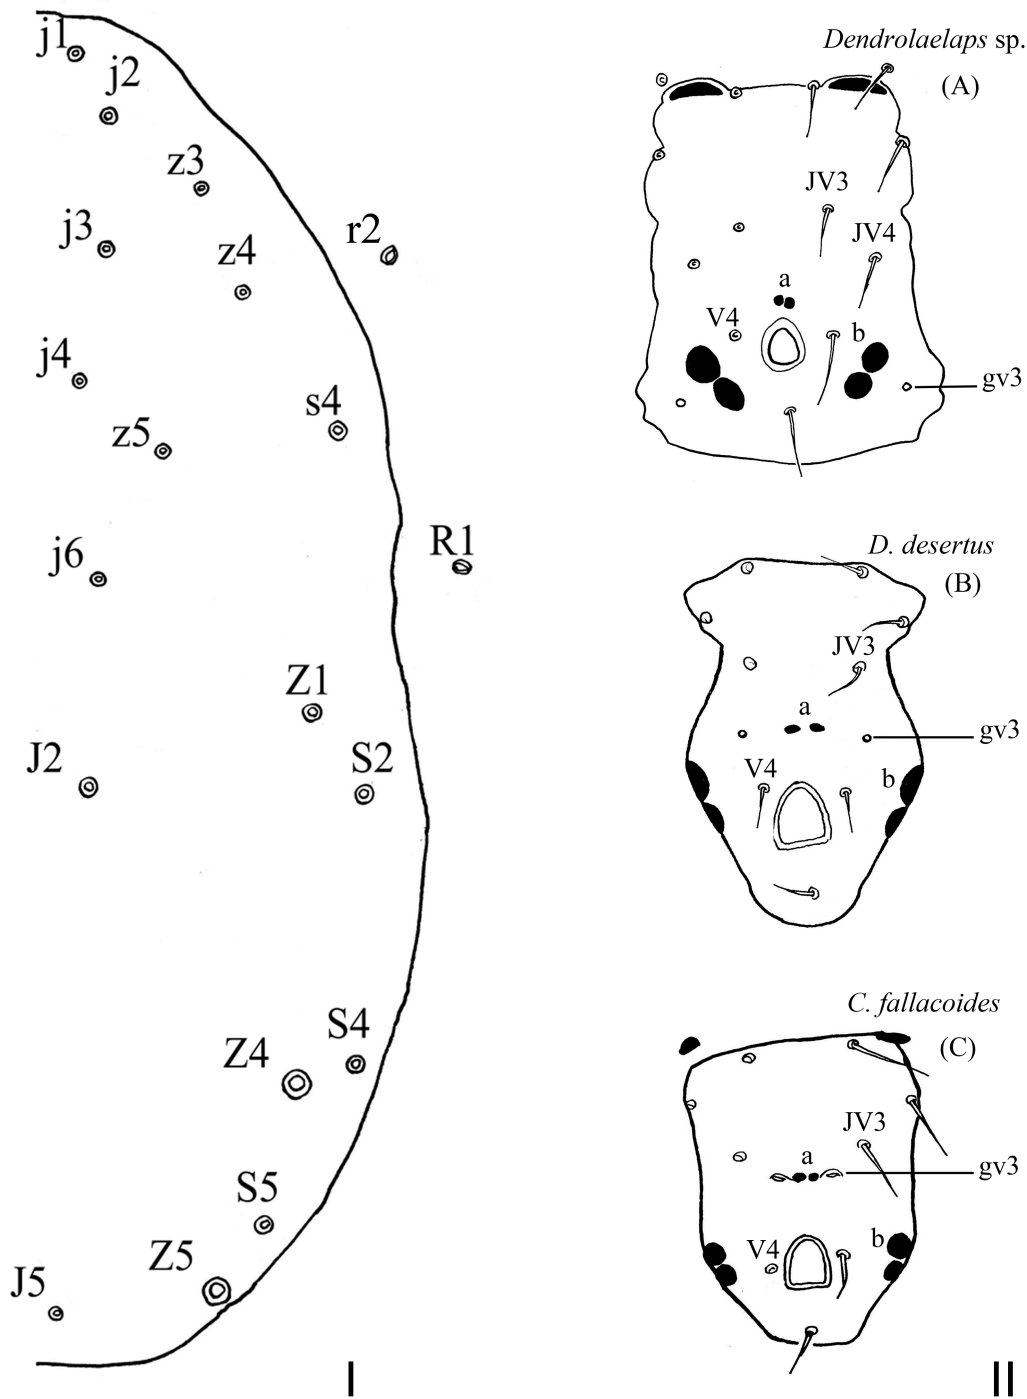 j1
j2
z3
j3
z4
r2
j4
s4
z5
j6
R1
Z1
J2
S2
Z4
S4
S5
Z5
J5
I
Dendrolaelaps sp.
(A)
JV3
JV4
a
V4
b
gv3
D. desertus
(B)
JV3
a
gv3
V4
b
C. fallacoides
(C)
JV3
a
gv3
V4
b
II